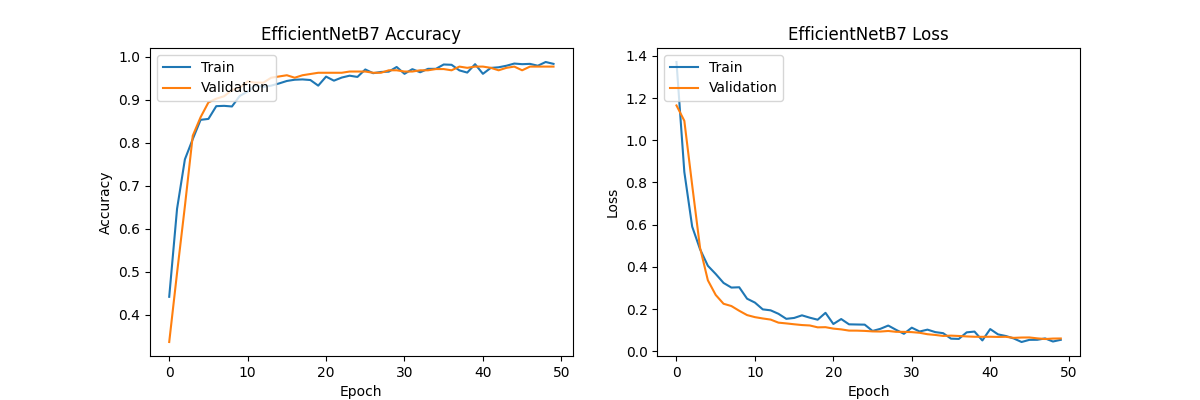 EfficientNetB7 Accuracy
1.0
0.9
0.8
0.7
0.6
0.5
0.4
Accuracy
Train
Validation
0 10 20 30 40 50
Epoch
EfficientNetB7 Loss
1.4
1.2
1.0
0.8
0.6
0.4
0.2
0.0
Loss
Train
Validation
0 10 20 30 40 50
Epoch